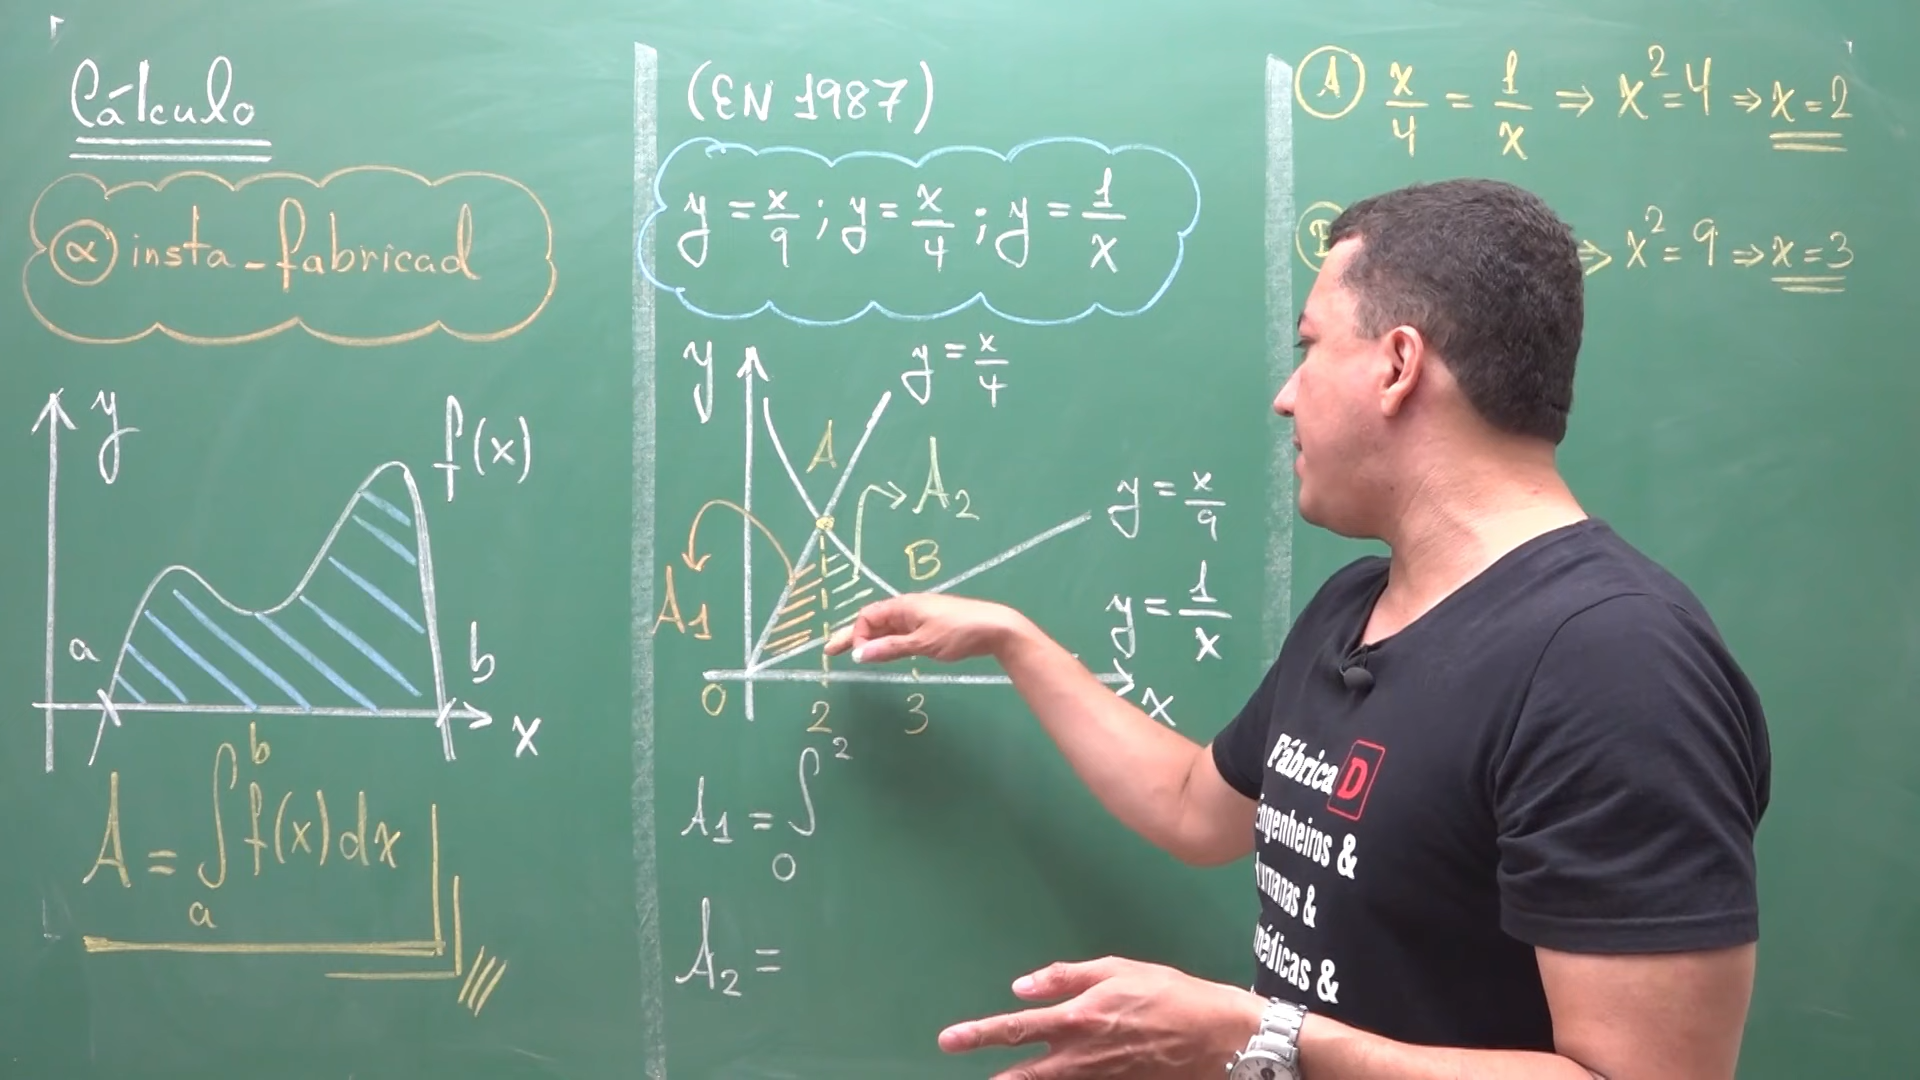 Cálculo
α insta_fabricad
y
f(x)
a
b
x
A = ∫ₐᵇ f(x) dx
(EN 1987)
y = x/9 ; y = x/4 ; y = 1/x
y
y = x/4
A
A₂
y = x/9
B
A₁
y = 1/x
0
2
3
x
A₁ = ∫₀²
A₂ =
A x/4 = 1/x ⇒ x² = 4 ⇒ x = 2
⇒ x² = 9 ⇒ x = 3
Fábrica D
Engenheiros &
&
&